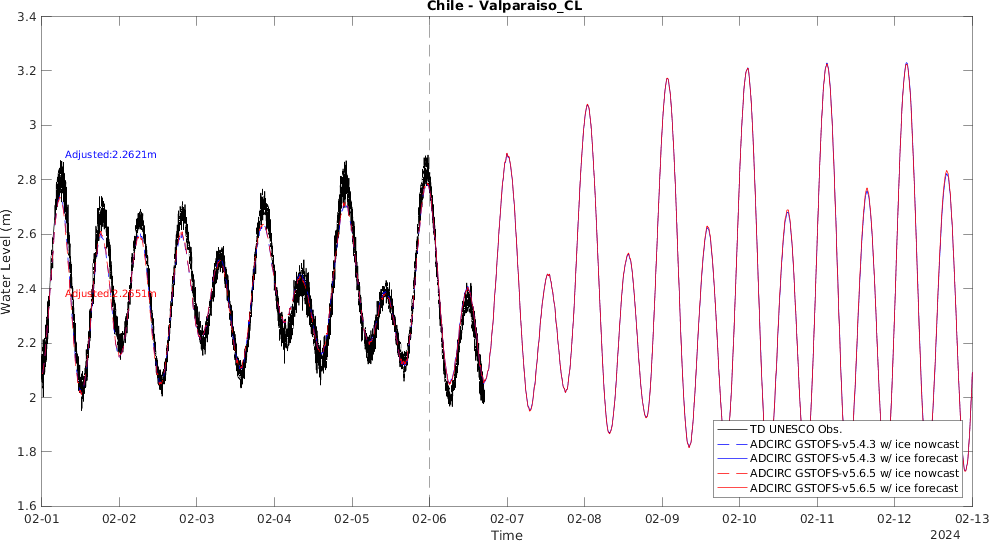 Chile - Valparaiso_CL
3.4
3.2
3
2.8
2.6
2.4
2.2
2
1.8
1.6
Water Level (m)
Adjusted:2.2621m
Adjusted:2.2551m
TD UNESCO Obs.
ADCIRC GSTOFS-v5.4.3 w/ ice nowcast
ADCIRC GSTOFS-v5.4.3 w/ ice forecast
ADCIRC GSTOFS-v5.6.5 w/ ice nowcast
ADCIRC GSTOFS-v5.6.5 w/ ice forecast
02-01 02-02 02-03 02-04 02-05 02-06 02-07 02-08 02-09 02-10 02-11 02-12 02-13
Time
2024